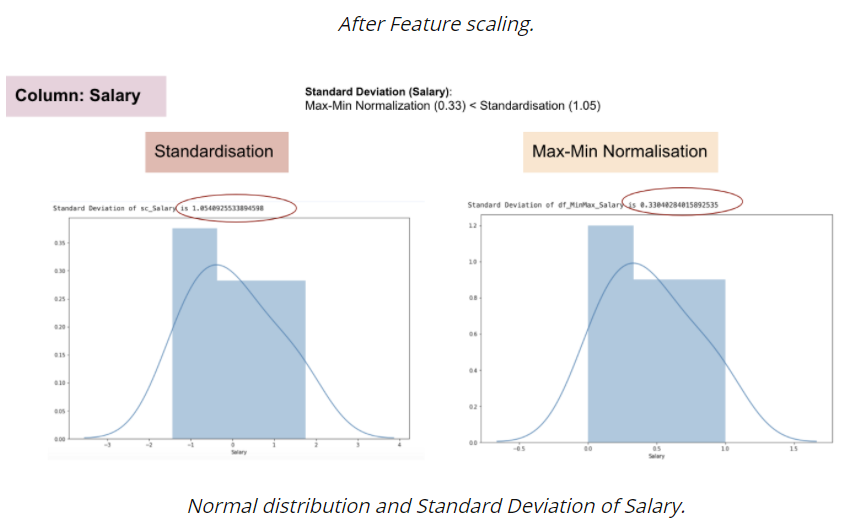 After Feature scaling.
Column: Salary
Standard Deviation (Salary):
Max-Min Normalization (0.33) < Standardisation (1.05)
Standardisation
Max-Min Normalisation
Standard Deviation of sc_Salary is 1.0540925533894598
Standard Deviation of df_MinMax_Salary is 0.33040284015892535
0.35
0.30
0.25
0.20
0.15
0.10
0.05
0.00
-3
-2
-1
0
1
2
3
4
Salary
1.2
1.0
0.8
0.6
0.4
0.2
0.0
-0.5
0.0
0.5
1.0
1.5
Salary
Normal distribution and Standard Deviation of Salary.